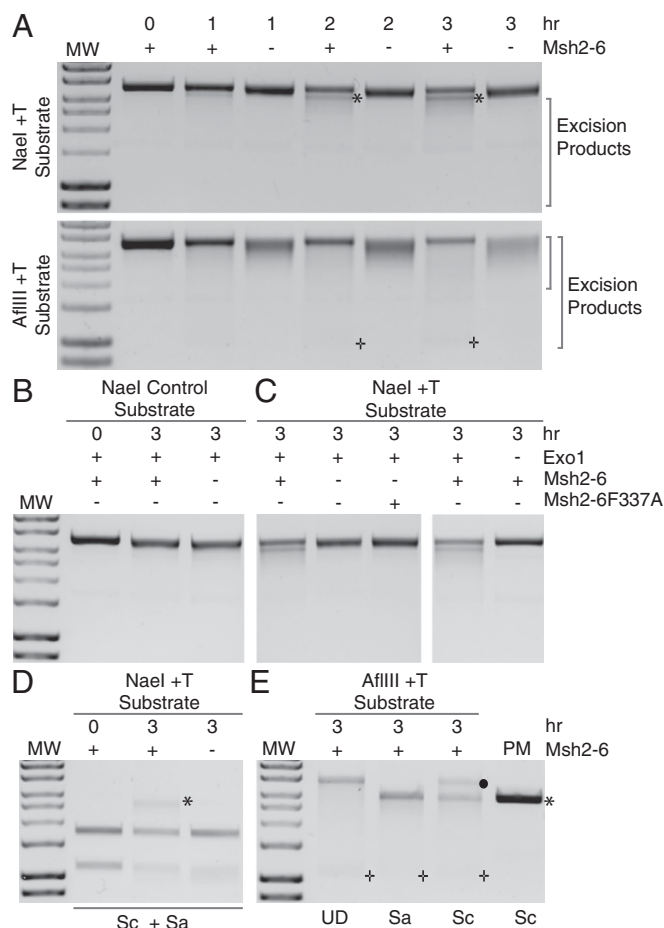 A
0 1 1 2 2 3 3 hr
MW + + - + - + - Msh2-6
NaeI +T
Substrate
*
*
Excision
Products
AflIII +T
Substrate
Excision
Products
✛
✛
B
NaeI Control
Substrate
C
NaeI +T
Substrate
0 3 3 3 3 3 3 3 hr
+ + + + + + + - Exo1
+ + - + - - + + Msh2-6
MW - - - - - + - - Msh2-6F337A
D
NaeI +T
Substrate
0 3 3
MW + + -
*
Sc + Sa
E
AflIII +T
Substrate
3 3 3 hr
MW + + + PM Msh2-6
●
*
✛ ✛ ✛
UD Sa Sc Sc